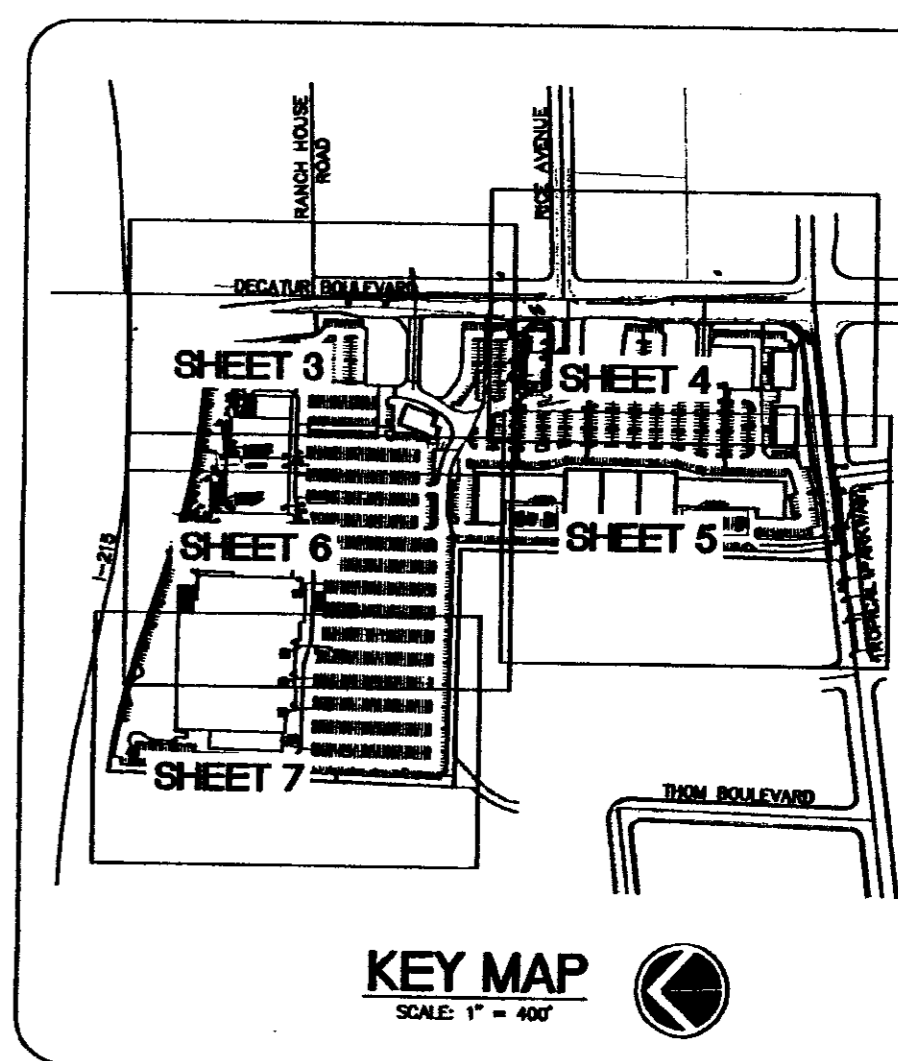 RANCH HOUSE
ROAD
RICE AVENUE
DECATUR BOULEVARD
SHEET 3
SHEET 4
I-215
SHEET 6
SHEET 5
TROPICAL PARKWAY
SHEET 7
THOM BOULEVARD
KEY MAP
SCALE: 1" = 400'